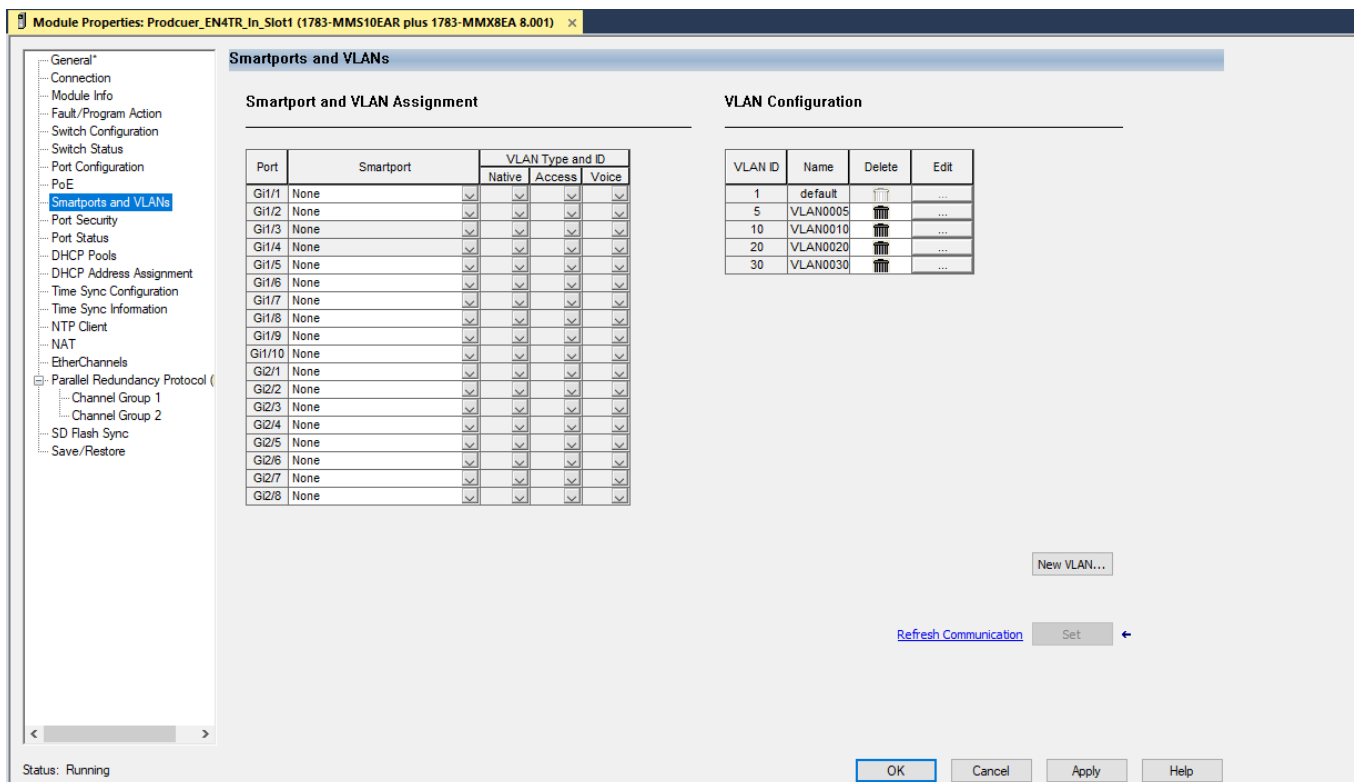 Module Properties: Prodcuer_EN4TR_In_Slot1 (1783-MMS10EAR plus 1783-MMX8EA 8.001) ×
General*
Connection
Module Info
Fault/Program Action
Switch Configuration
Switch Status
Port Configuration
PoE
Smartports and VLANs
Port Security
Port Status
DHCP Pools
DHCP Address Assignment
Time Sync Configuration
Time Sync Information
NTP Client
NAT
EtherChannels
Parallel Redundancy Protocol (
Channel Group 1
Channel Group 2
SD Flash Sync
Save/Restore
Smartports and VLANs
Smartport and VLAN Assignment
Port Smartport VLAN Type and ID
Native Access Voice
Gi1/1 None
Gi1/2 None
Gi1/3 None
Gi1/4 None
Gi1/5 None
Gi1/6 None
Gi1/7 None
Gi1/8 None
Gi1/9 None
Gi1/10 None
Gi2/1 None
Gi2/2 None
Gi2/3 None
Gi2/4 None
Gi2/5 None
Gi2/6 None
Gi2/7 None
Gi2/8 None
VLAN Configuration
VLAN ID Name Delete Edit
1 default ...
5 VLAN0005 ...
10 VLAN0010 ...
20 VLAN0020 ...
30 VLAN0030 ...
New VLAN...
Refresh Communication Set ←
Status: Running
OK Cancel Apply Help